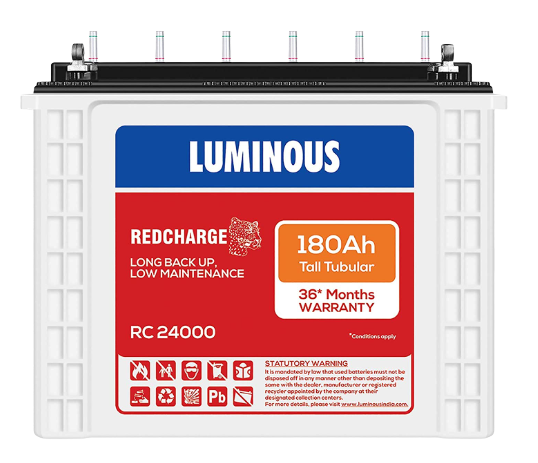 LUMINOUS
REDCHARGE
LONG BACK UP,
LOW MAINTENANCE
180Ah
Tall Tubular
36* Months
WARRANTY
RC 24000
*Conditions apply
STATUTORY WARNING
It is mandated by law that used batteries must not be
disposed off in any manner other than depositing the
same with the dealer, manufacturer or registered
recycler appointed by the company at their
designated collection centers.
For more details, please visit www.luminousindia.com
Pb